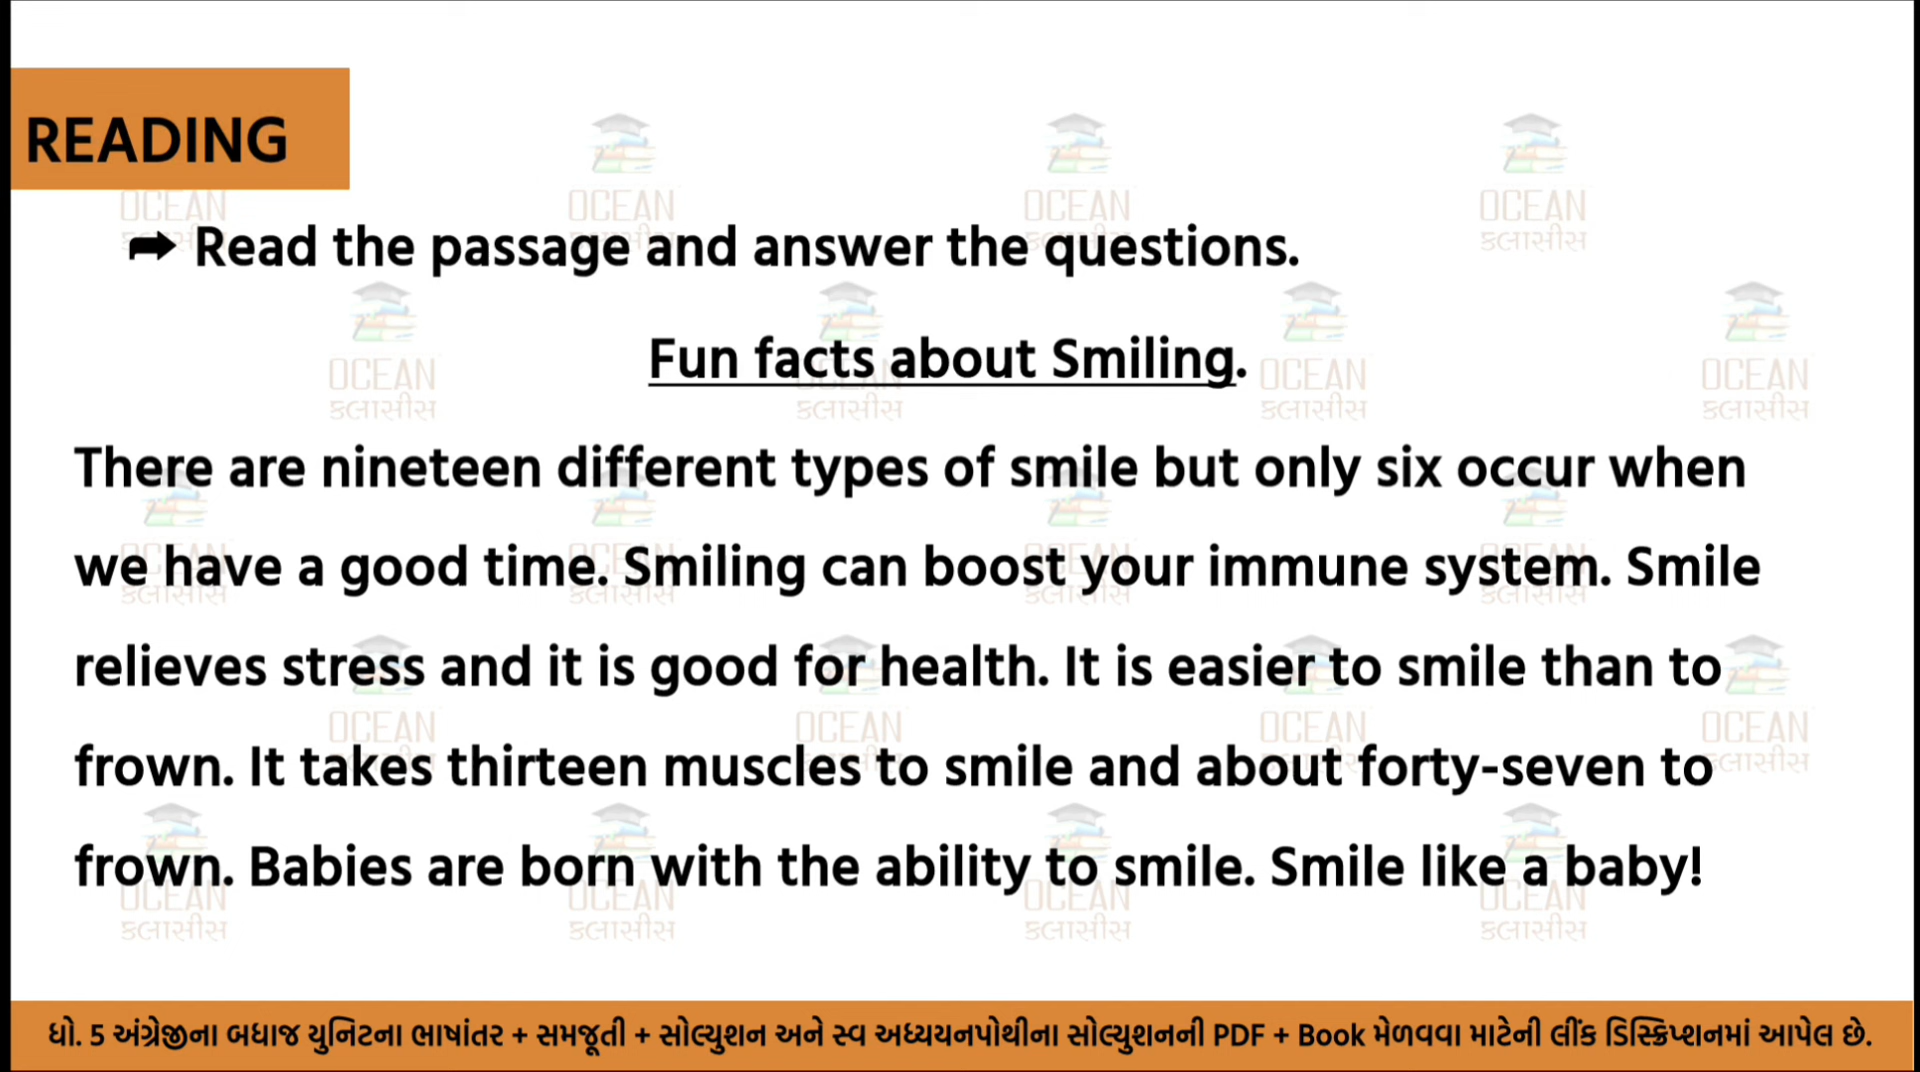 READING
➦ Read the passage and answer the questions.
Fun facts about Smiling.
There are nineteen different types of smile but only six occur when
we have a good time. Smiling can boost your immune system. Smile
relieves stress and it is good for health. It is easier to smile than to
frown. It takes thirteen muscles to smile and about forty-seven to
frown. Babies are born with the ability to smile. Smile like a baby!
ધો. 5 અંગ્રેજીના બધાજ યુનિટના ભાષાંતર + સમજૂતી + સોલ્યુશન અને સ્વ અધ્યયનપોથીના સોલ્યુશનની PDF + Book મેળવવા માટેની લીંક ડિસ્ક્રિપ્શનમાં આપેલ છે.
OCEAN
ક્લાસીસ